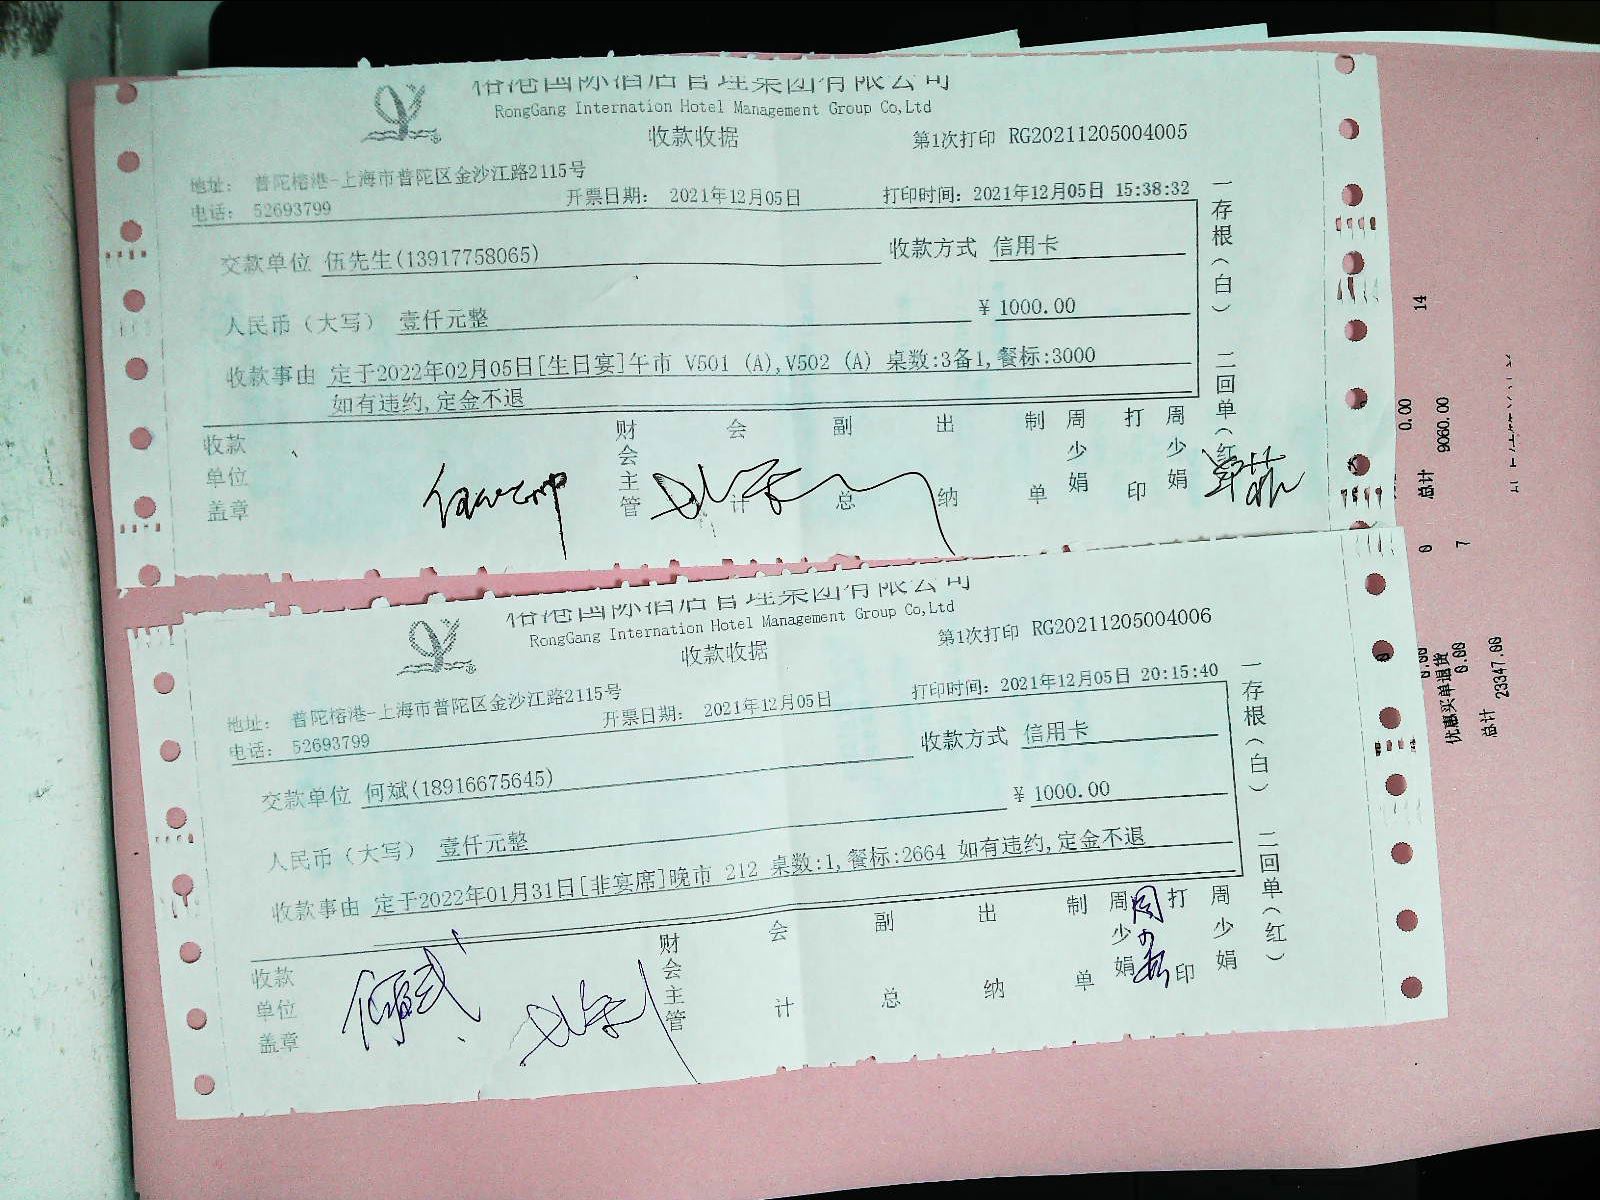 榕港国际酒店管理集团有限公司
RongGang Internation Hotel Management Group Co,Ltd
收款收据
第1次打印 RG20211205004005
地址: 普陀榕港-上海市普陀区金沙江路2115号
电话: 52693799
开票日期: 2021年12月05日
打印时间: 2021年12月05日 15:38:32
交款单位 伍先生(13917758065)
收款方式 信用卡
人民币（大写） 壹仟元整
¥ 1000.00
收款事由 定于2022年02月05日[生日宴]午市 V501 (A),V502 (A) 桌数:3备1,餐标:3000
如有违约,定金不退
收款单位盖章
财会主管
会计
副总
出纳
制单
周少娟
打印
周少娟
一存根（白） 二回单（红）
榕港国际酒店管理集团有限公司
RongGang Internation Hotel Management Group Co,Ltd
收款收据
第1次打印 RG20211205004006
地址: 普陀榕港-上海市普陀区金沙江路2115号
电话: 52693799
开票日期: 2021年12月05日
打印时间: 2021年12月05日 20:15:40
交款单位 何斌(18916675645)
收款方式 信用卡
人民币（大写） 壹仟元整
¥ 1000.00
收款事由 定于2022年01月31日[非宴席]晚市 212 桌数:1,餐标:2664 如有违约,定金不退
收款单位盖章
财会主管
会计
副总
出纳
制单
周少娟
打印
周少娟
一存根（白） 二回单（红）
14
0.00
总计 9060.00
0
7
0.00
优惠买单退货 0.00
总计 23347.00